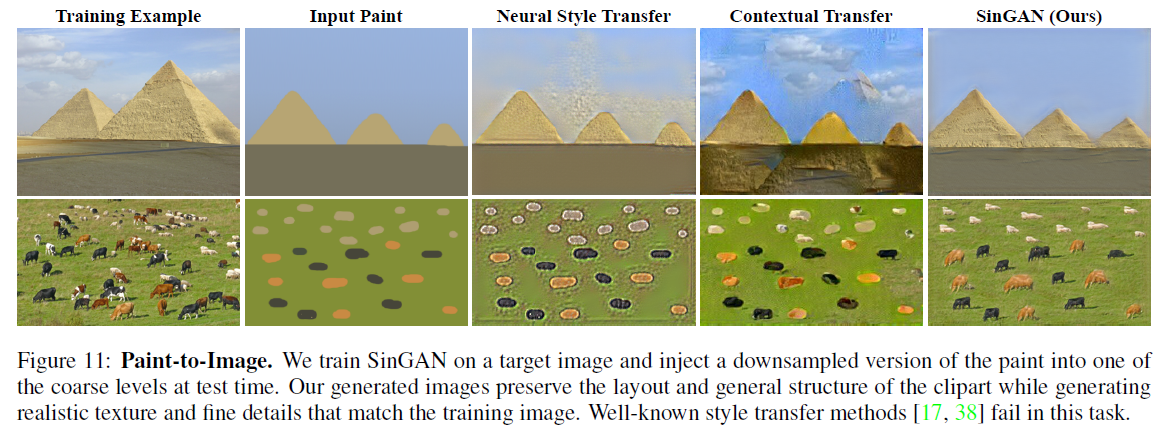 Training Example Input Paint Neural Style Transfer Contextual Transfer SinGAN (Ours)
Figure 11: Paint-to-Image. We train SinGAN on a target image and inject a downsampled version of the paint into one of
the coarse levels at test time. Our generated images preserve the layout and general structure of the clipart while generating
realistic texture and fine details that match the training image. Well-known style transfer methods [17, 38] fail in this task.